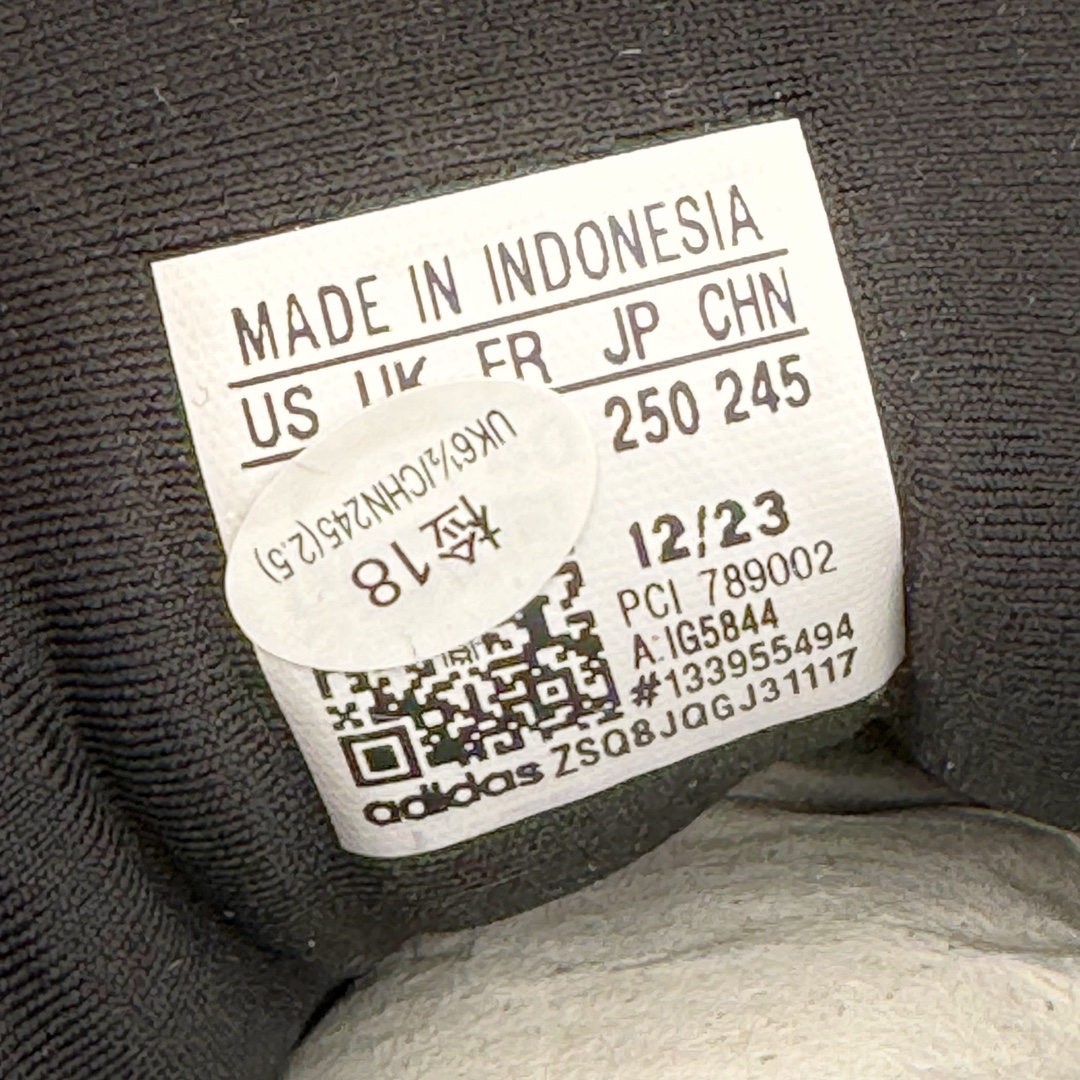 MADE IN INDONESIA
US UK FR JP CHN
250 245
UK6½/CHN245(2.5)
检18
12/23
PCI 789002
A: IG5844
#133955494
adidas ZSQ8JQGJ31117